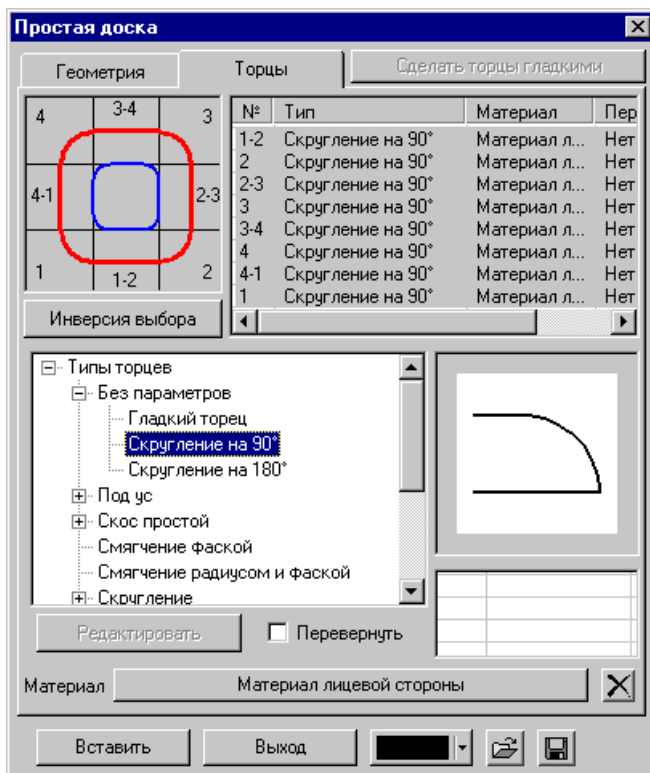 Простая доска
Геометрия Торцы Сделать торцы гладкими
4 3-4 3
4-1 2-3
1 1-2 2
Инверсия выбора
№ Тип Материал Пер
1-2 Скругление на 90° Материал л... Нет
2 Скругление на 90° Материал л... Нет
2-3 Скругление на 90° Материал л... Нет
3 Скругление на 90° Материал л... Нет
3-4 Скругление на 90° Материал л... Нет
4 Скругление на 90° Материал л... Нет
4-1 Скругление на 90° Материал л... Нет
1 Скругление на 90° Материал л... Нет
Типы торцев
Без параметров
Гладкий торец
Скругление на 90°
Скругление на 180°
Под ус
Скос простой
Смягчение фаской
Смягчение радиусом и фаской
Скругление
Редактировать Перевернуть
Материал Материал лицевой стороны
Вставить Выход